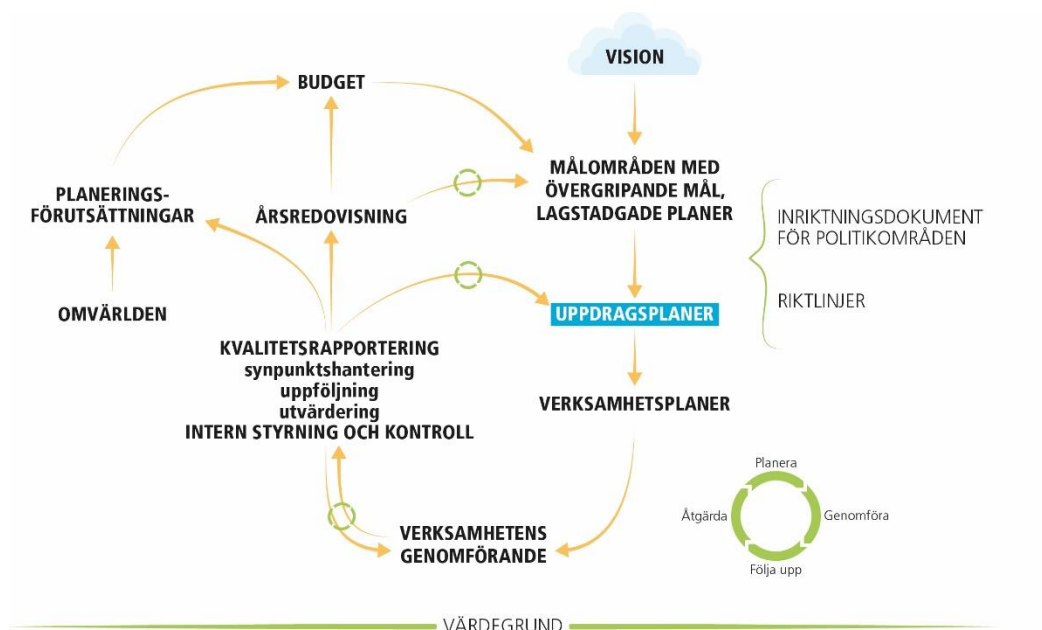 VISION
BUDGET
MÅLOMRÅDEN MED
ÖVERGRIPANDE MÅL,
LAGSTADGADE PLANER
PLANERINGS-
FÖRUTSÄTTNINGAR
ÅRSREDOVISNING
INRIKTNINGSDOKUMENT
FÖR POLITIKOMRÅDEN
RIKTLINJER
OMVÄRLDEN
UPPDRAGSPLANER
KVALITETSRAPPORTERING
synpunktshantering
uppföljning
utvärdering
INTERN STYRNING OCH KONTROLL
VERKSAMHETSPLANER
VERKSAMHETENS
GENOMFÖRANDE
Planera
Åtgärda
Genomföra
Följa upp
VÄRDEGRUND